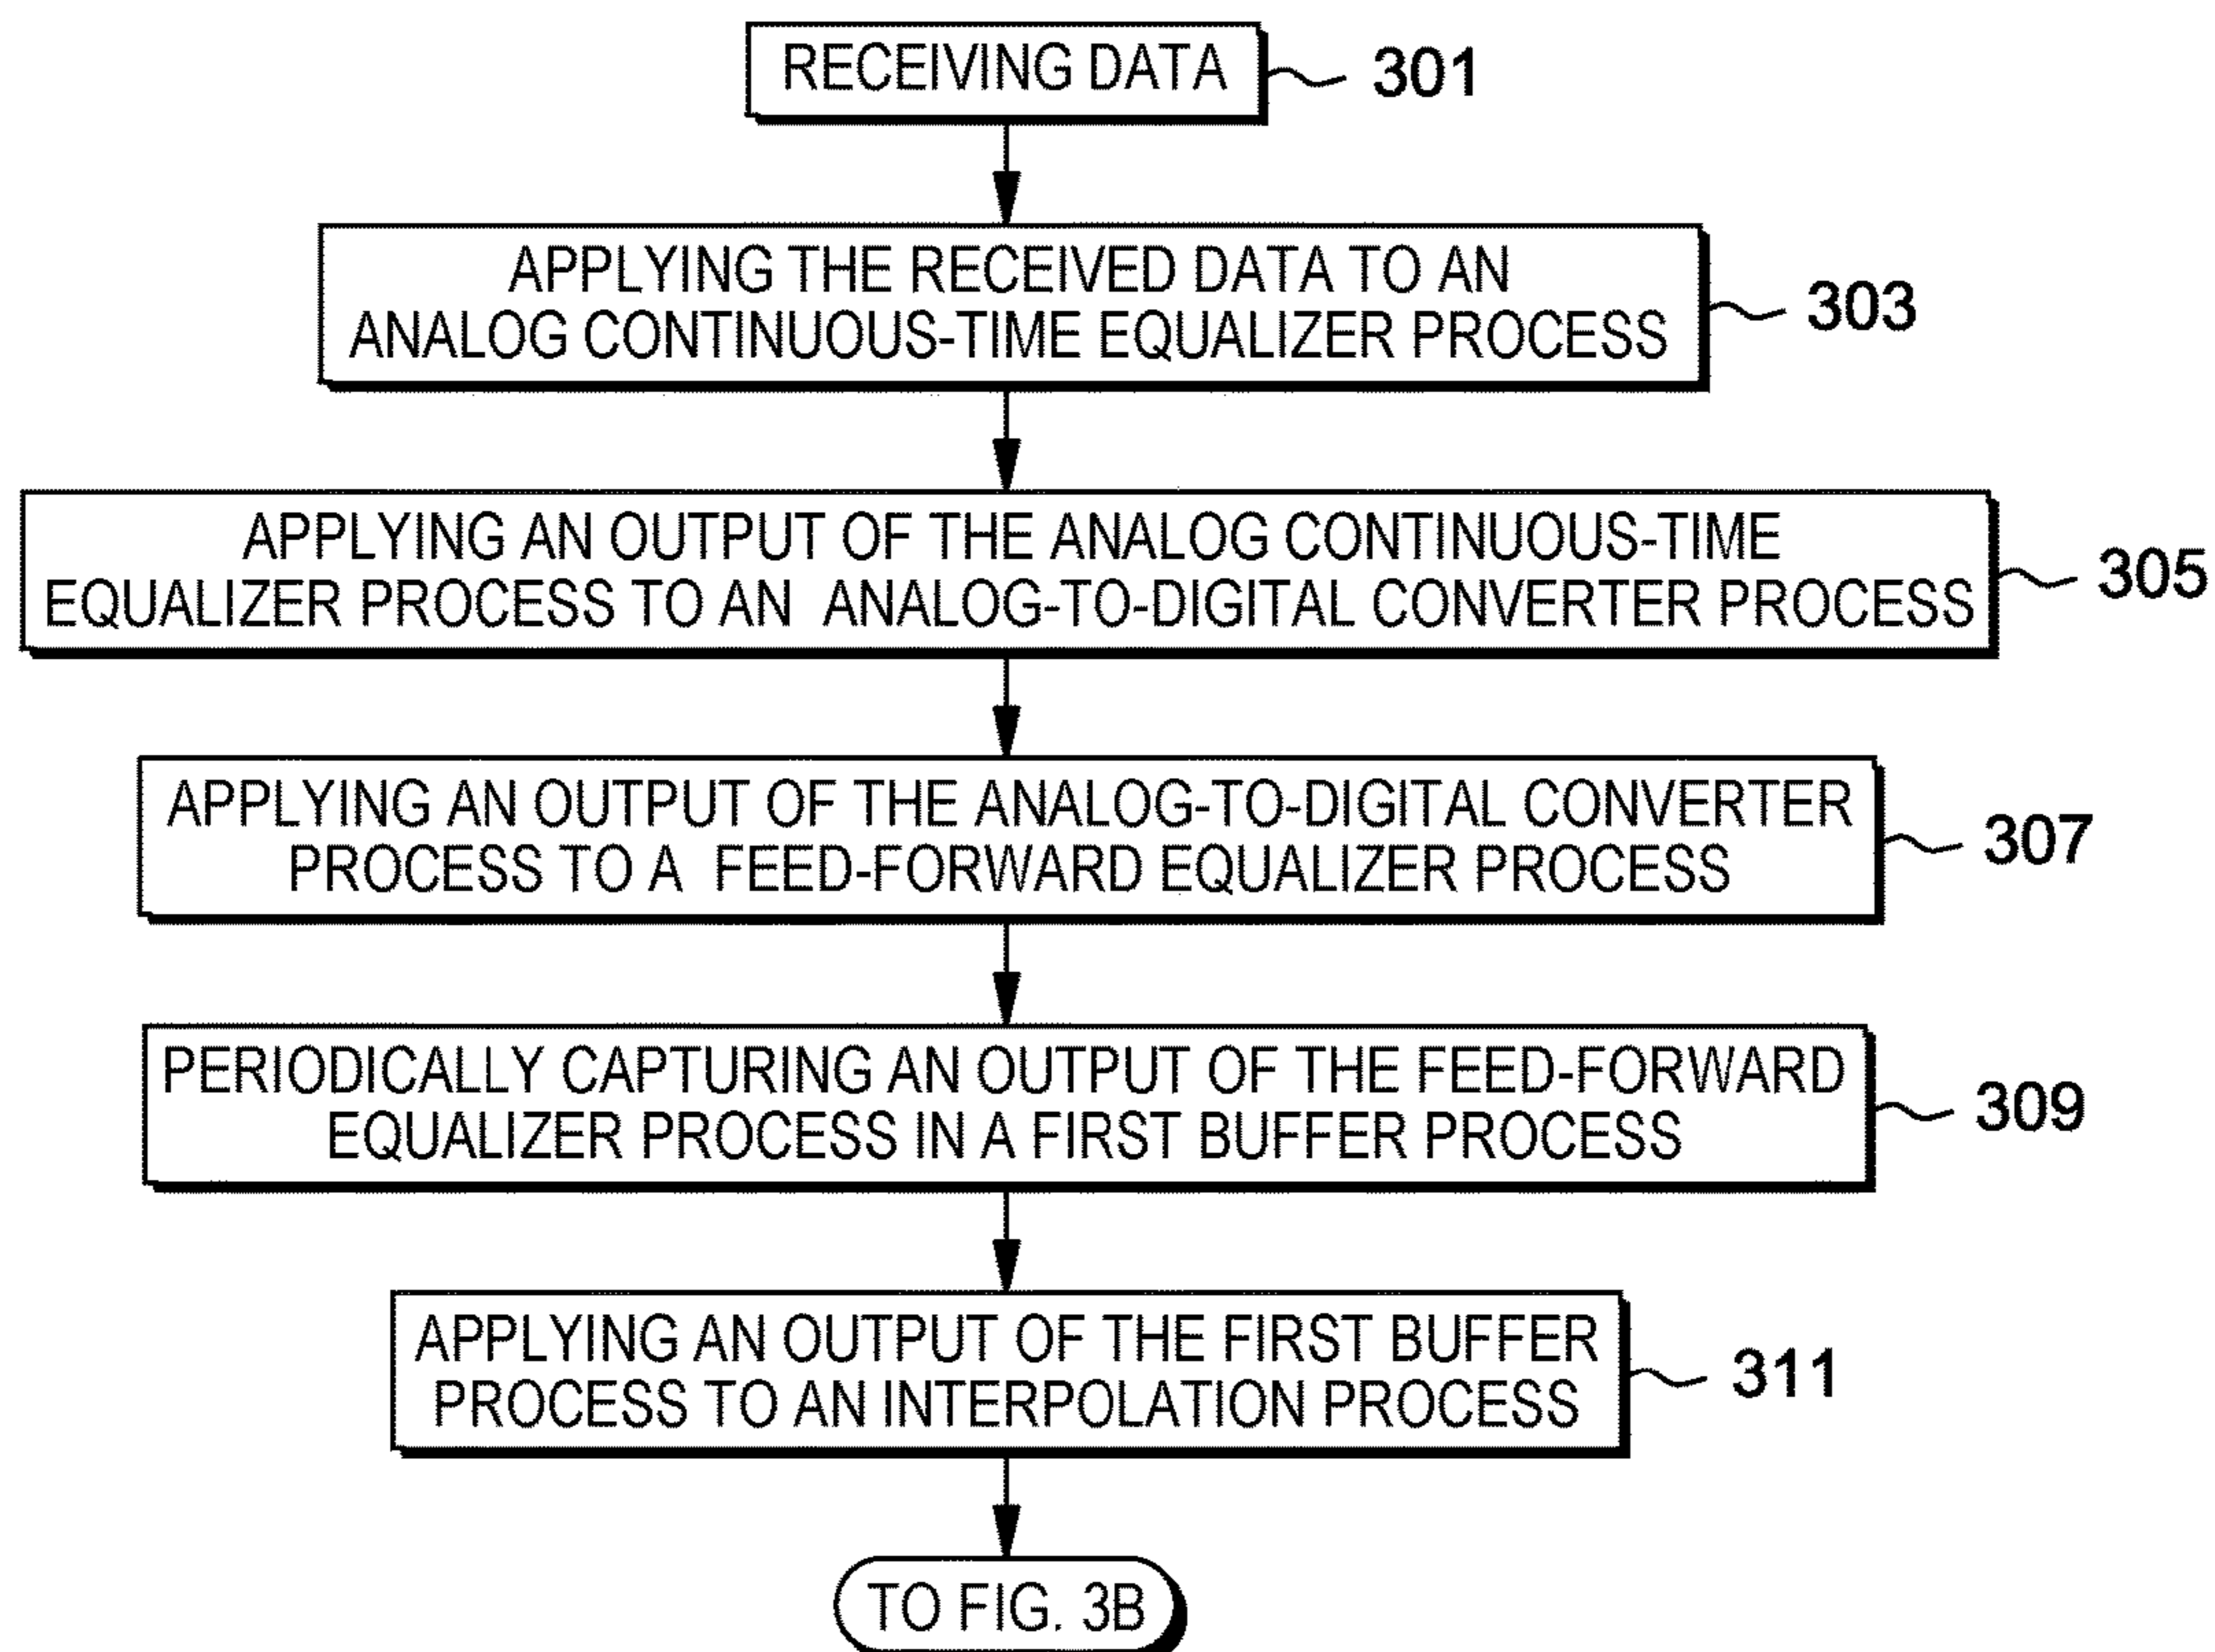 RECEIVING DATA
301
APPLYING THE RECEIVED DATA TO AN
ANALOG CONTINUOUS-TIME EQUALIZER PROCESS
303
APPLYING AN OUTPUT OF THE ANALOG CONTINUOUS-TIME
EQUALIZER PROCESS TO AN ANALOG-TO-DIGITAL CONVERTER PROCESS
305
APPLYING AN OUTPUT OF THE ANALOG-TO-DIGITAL CONVERTER
PROCESS TO A FEED-FORWARD EQUALIZER PROCESS
307
PERIODICALLY CAPTURING AN OUTPUT OF THE FEED-FORWARD
EQUALIZER PROCESS IN A FIRST BUFFER PROCESS
309
APPLYING AN OUTPUT OF THE FIRST BUFFER
PROCESS TO AN INTERPOLATION PROCESS
311
TO FIG. 3B